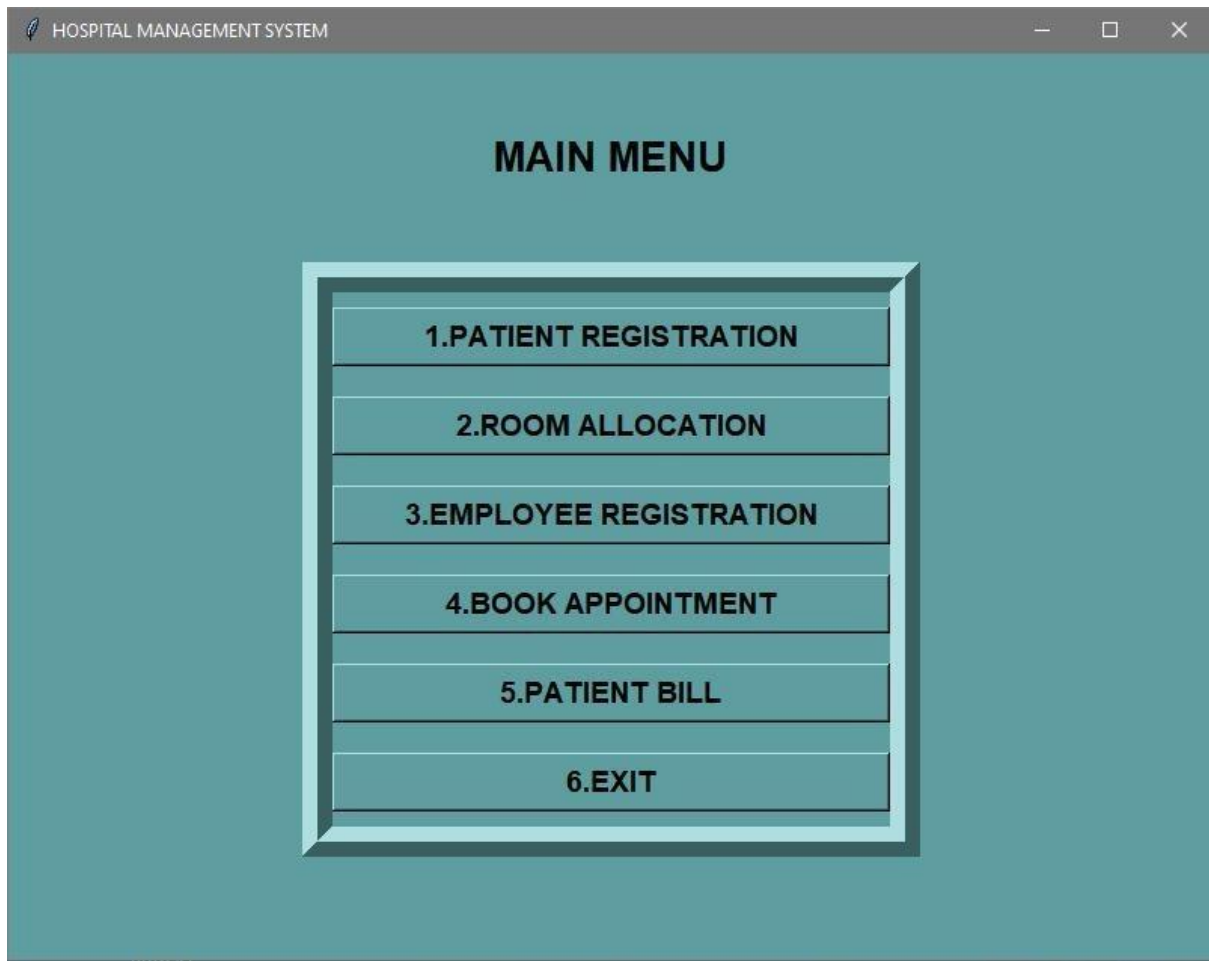 HOSPITAL MANAGEMENT SYSTEM
MAIN MENU
1.PATIENT REGISTRATION
2.ROOM ALLOCATION
3.EMPLOYEE REGISTRATION
4.BOOK APPOINTMENT
5.PATIENT BILL
6.EXIT